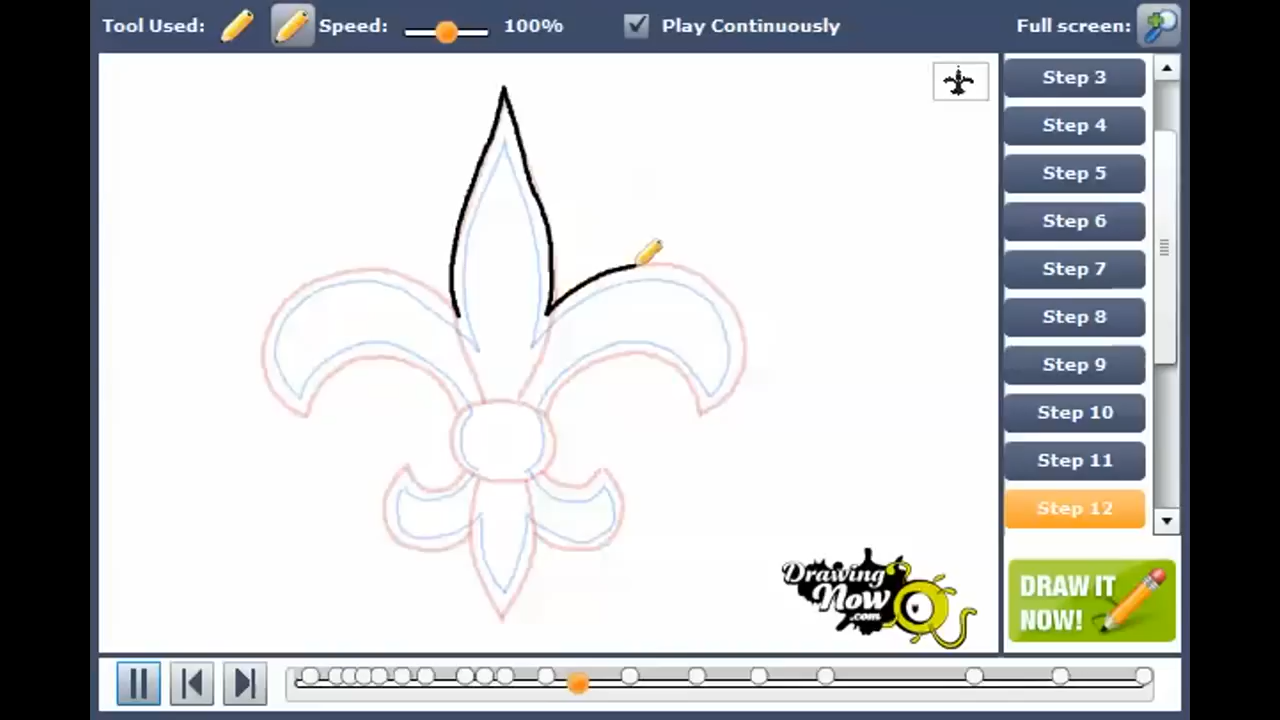 Tool Used: Speed: 100% Play Continuously Full screen:
Step 3
Step 4
Step 5
Step 6
Step 7
Step 8
Step 9
Step 10
Step 11
Step 12
Drawing
Now
.com
DRAW IT
NOW!